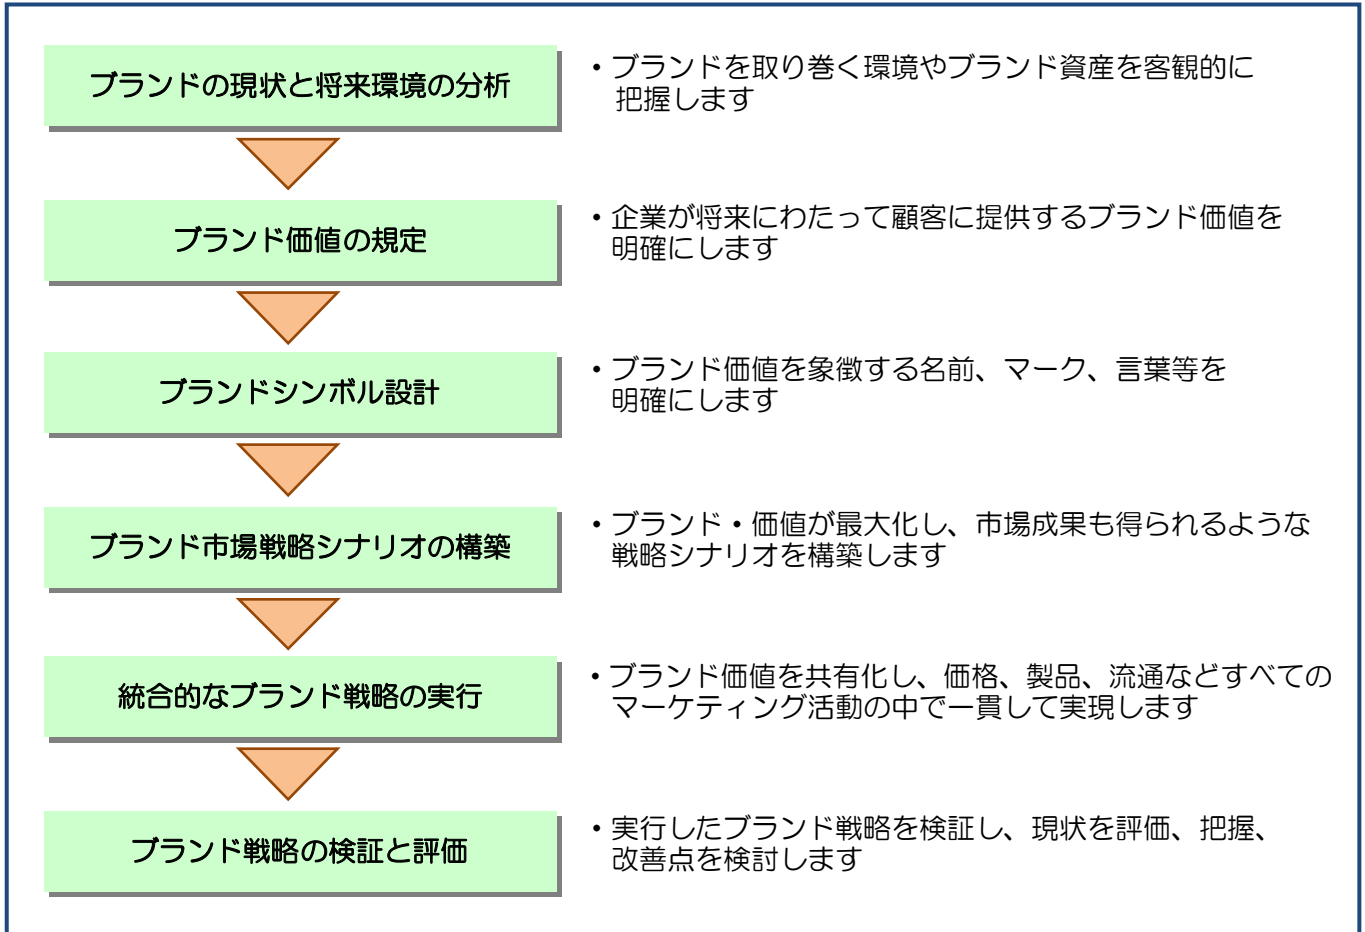 ブランドの現状と将来環境の分析
・ブランドを取り巻く環境やブランド資産を客観的に
把握します
ブランド価値の規定
・企業が将来にわたって顧客に提供するブランド価値を
明確にします
ブランドシンボル設計
・ブランド価値を象徴する名前、マーク、言葉等を
明確にします
ブランド市場戦略シナリオの構築
・ブランド・価値が最大化し、市場成果も得られるような
戦略シナリオを構築します
統合的なブランド戦略の実行
・ブランド価値を共有化し、価格、製品、流通などすべての
マーケティング活動の中で一貫して実現します
ブランド戦略の検証と評価
・実行したブランド戦略を検証し、現状を評価、把握、
改善点を検討します